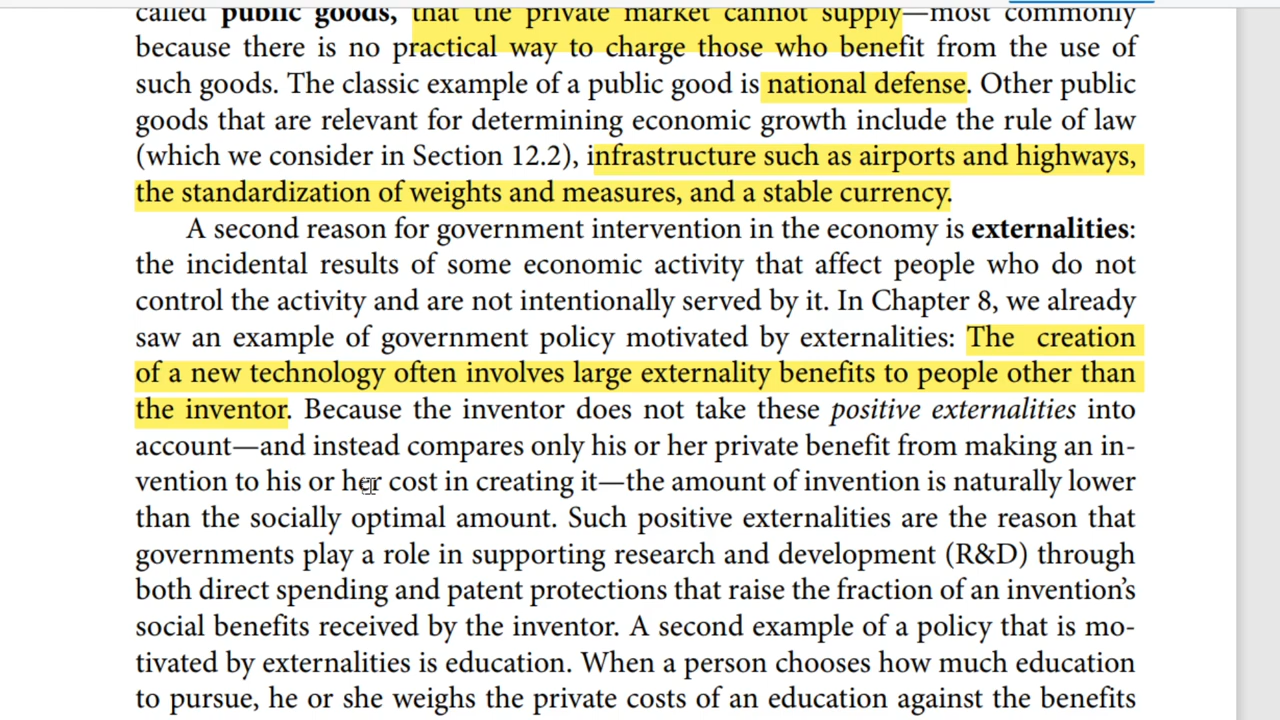 called public goods, that the private market cannot supply—most commonly
because there is no practical way to charge those who benefit from the use of
such goods. The classic example of a public good is national defense. Other public
goods that are relevant for determining economic growth include the rule of law
(which we consider in Section 12.2), infrastructure such as airports and highways,
the standardization of weights and measures, and a stable currency.
A second reason for government intervention in the economy is externalities:
the incidental results of some economic activity that affect people who do not
control the activity and are not intentionally served by it. In Chapter 8, we already
saw an example of government policy motivated by externalities: The creation
of a new technology often involves large externality benefits to people other than
the inventor. Because the inventor does not take these positive externalities into
account—and instead compares only his or her private benefit from making an in-
vention to his or her cost in creating it—the amount of invention is naturally lower
than the socially optimal amount. Such positive externalities are the reason that
governments play a role in supporting research and development (R&D) through
both direct spending and patent protections that raise the fraction of an invention’s
social benefits received by the inventor. A second example of a policy that is mo-
tivated by externalities is education. When a person chooses how much education
to pursue, he or she weighs the private costs of an education against the benefits